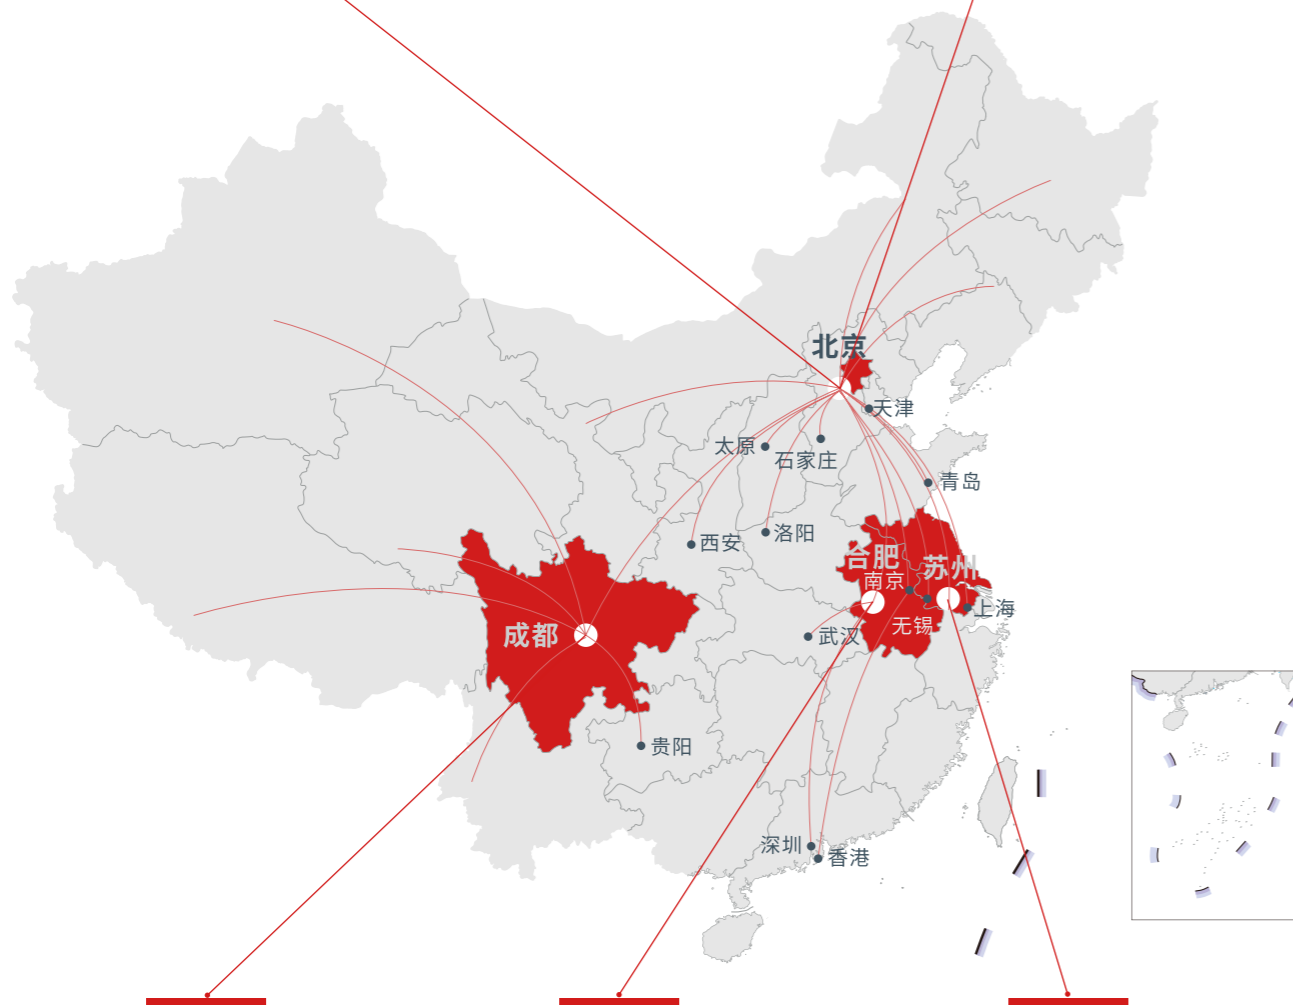 北京
天津
太原
石家庄
青岛
西安
洛阳
合肥
苏州
南京
上海
无锡
武汉
成都
贵阳
深圳
香港